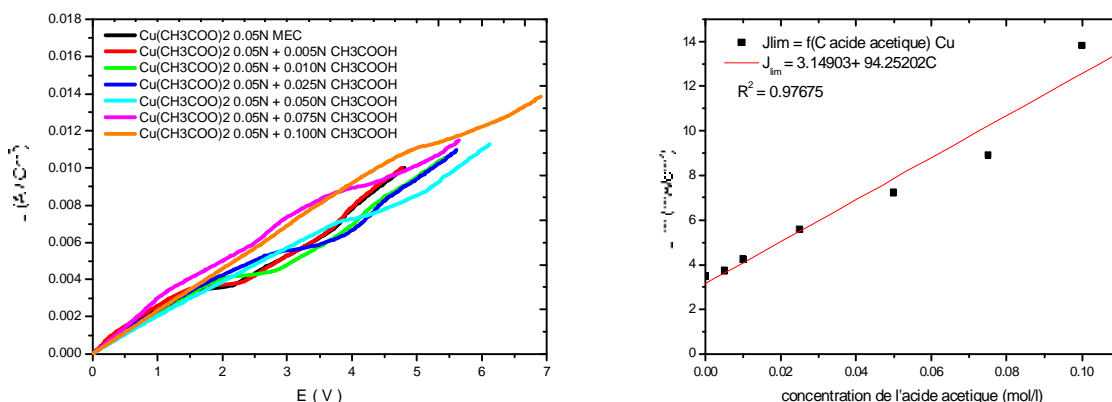 Cu(CH3COO)2 0.05N MEC
Cu(CH3COO)2 0.05N + 0.005N CH3COOH
Cu(CH3COO)2 0.05N + 0.010N CH3COOH
Cu(CH3COO)2 0.05N + 0.025N CH3COOH
Cu(CH3COO)2 0.05N + 0.050N CH3COOH
Cu(CH3COO)2 0.05N + 0.075N CH3COOH
Cu(CH3COO)2 0.05N + 0.100N CH3COOH
0.018
0.016
0.014
0.012
0.010
0.008
0.006
0.004
0.002
0.000
0 1 2 3 4 5 6 7
E ( V )
Jlim = f(C acide acetique) Cu
Jlim = 3.14903+ 94.25202C
R2 = 0.97675
14
12
10
8
6
4
2
0
0.00 0.02 0.04 0.06 0.08 0.10
concentration de l'acide acetique (mol/l)